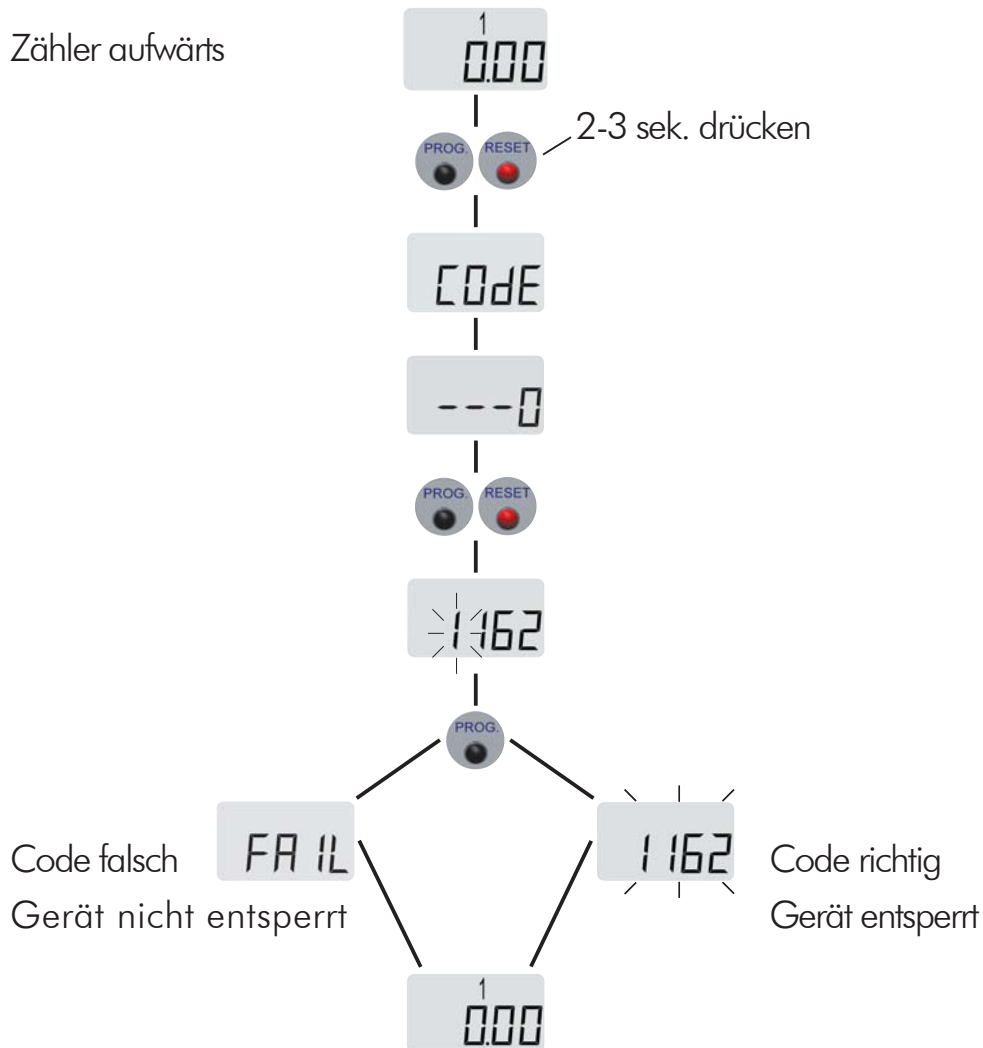 1
Zähler aufwärts
0.00
2-3 sek. drücken
PROG. RESET
CODE
---0
PROG. RESET
1162
PROG.
FAIL
1162
Code falsch
Code richtig
Gerät nicht entsperrt
Gerät entsperrt
1
0.00